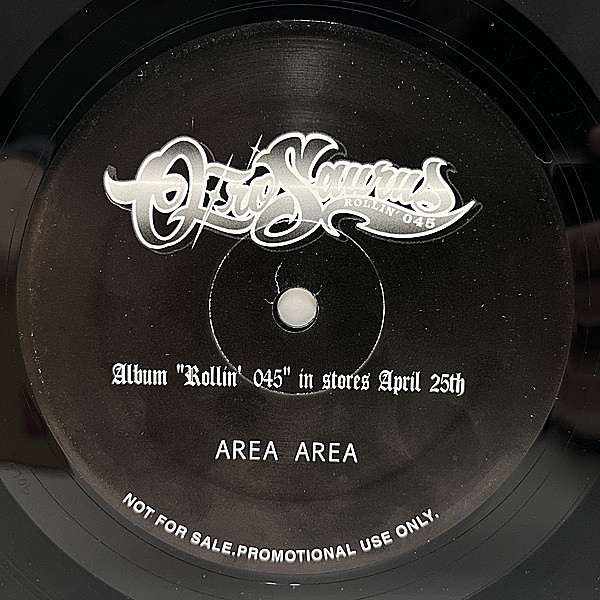 OzroSaurus
ROLLIN' 045
Album "Rollin' 045" in stores April 25th
AREA AREA
NOT FOR SALE.PROMOTIONAL USE ONLY.